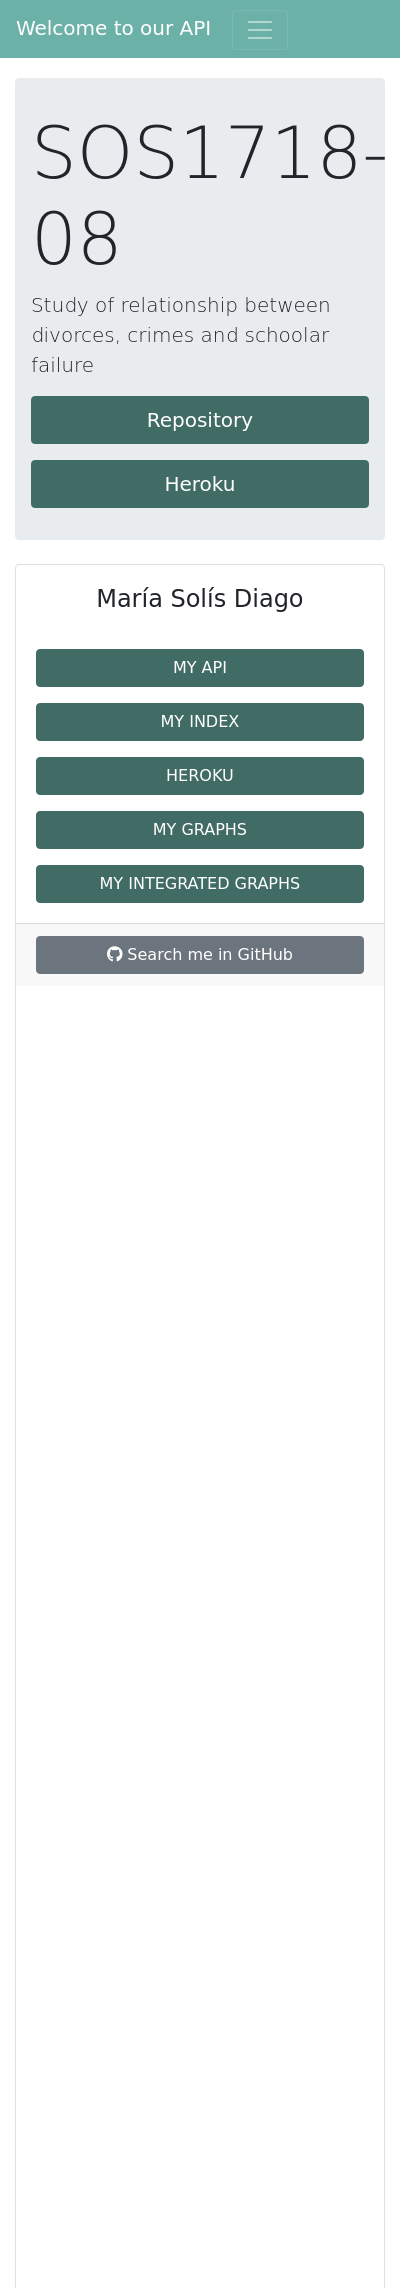 Welcome to our API
SOS1718-
08
Study of relationship between
divorces, crimes and schoolar
failure
Repository
Heroku
María Solís Diago
MY API
MY INDEX
HEROKU
MY GRAPHS
MY INTEGRATED GRAPHS
Search me in GitHub